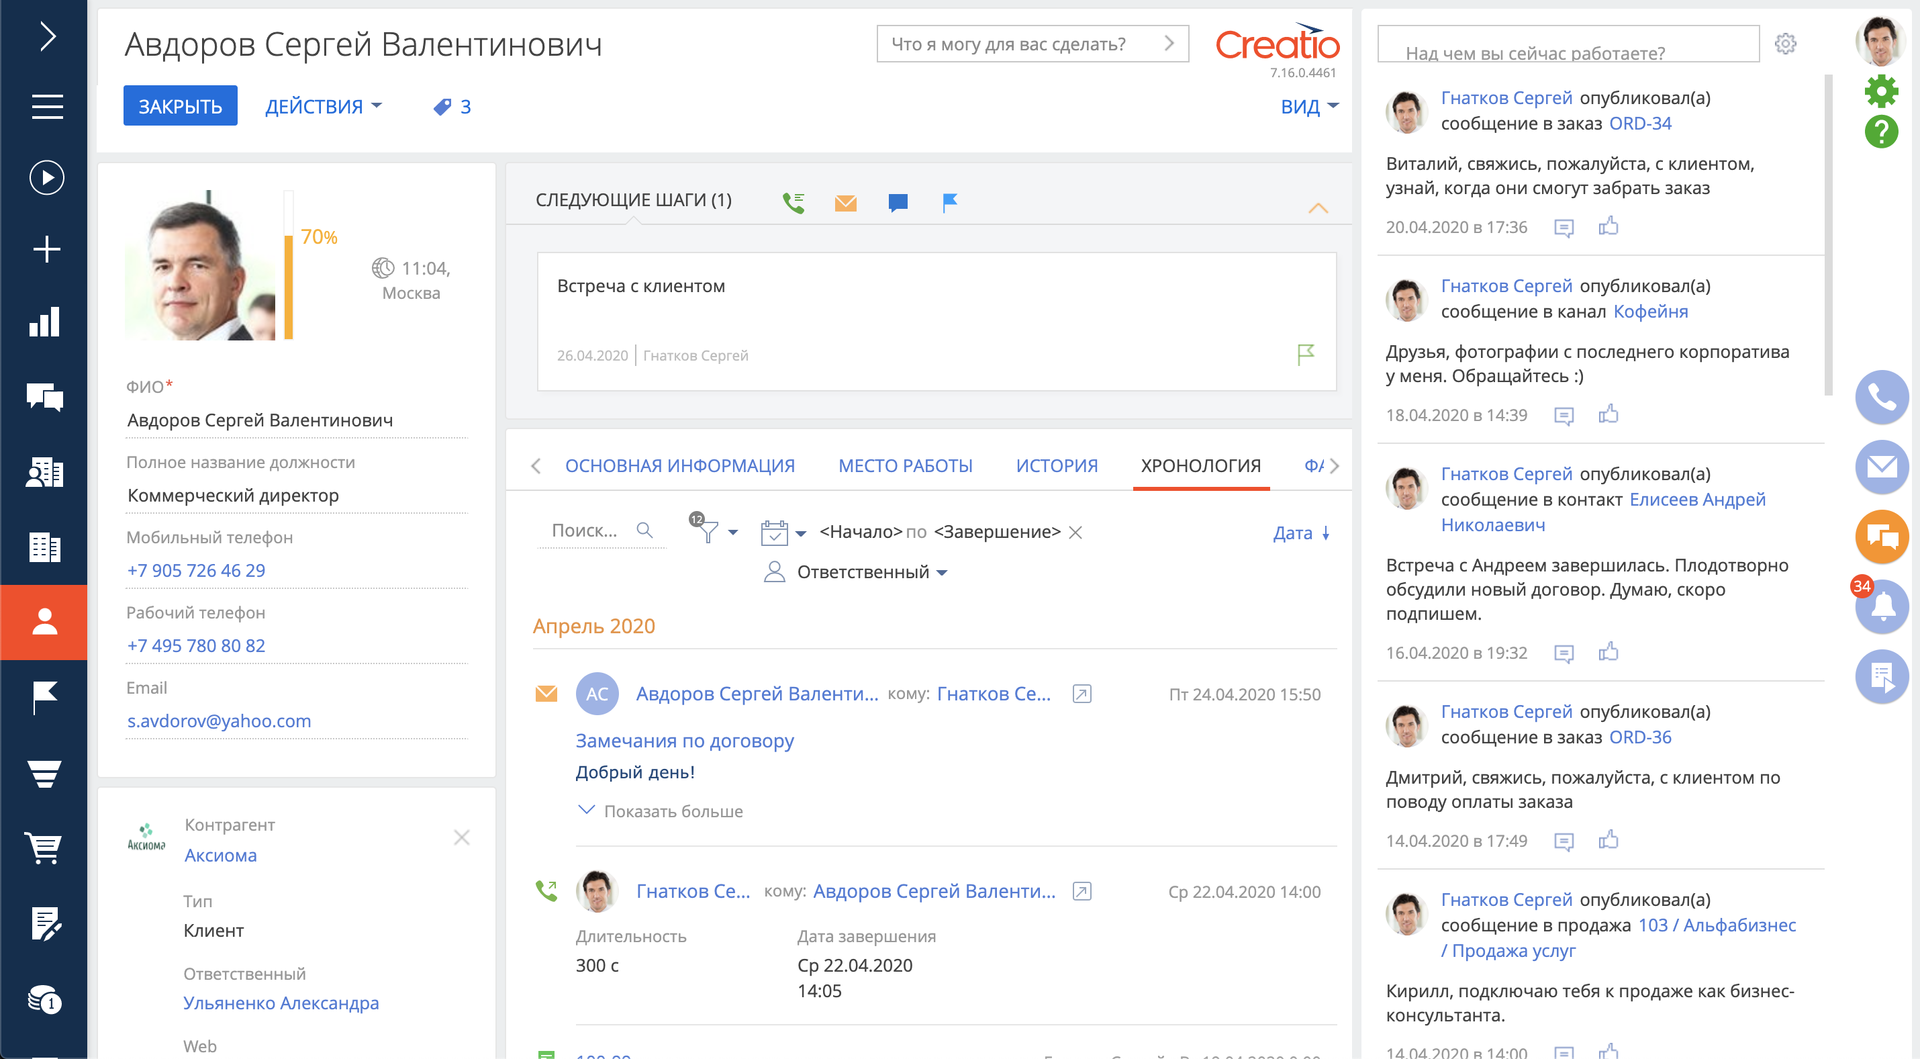 Авдоров Сергей Валентинович
Что я могу для вас сделать?
Creatio
7.16.0.4461
ЗАКРЫТЬ
ДЕЙСТВИЯ
3
ВИД
70%
11:04,
Москва
ФИО*
Авдоров Сергей Валентинович
Полное название должности
Коммерческий директор
Мобильный телефон
+7 905 726 46 29
Рабочий телефон
+7 495 780 80 82
Email
s.avdorov@yahoo.com
Аксиома
Контрагент
Аксиома
Тип
Клиент
Ответственный
Ульяненко Александра
Web
1
СЛЕДУЮЩИЕ ШАГИ (1)
Встреча с клиентом
26.04.2020 Гнатков Сергей
ОСНОВНАЯ ИНФОРМАЦИЯ
МЕСТО РАБОТЫ
ИСТОРИЯ
ХРОНОЛОГИЯ
Поиск...
12
<Начало> по <Завершение>
Дата
Ответственный
Апрель 2020
АС
Авдоров Сергей Валенти... кому: Гнатков Се...
Пт 24.04.2020 15:50
Замечания по договору
Добрый день!
Показать больше
Гнатков Се... кому: Авдоров Сергей Валенти...
Ср 22.04.2020 14:00
Длительность
300 с
Дата завершения
Ср 22.04.2020
14:05
Над чем вы сейчас работаете?
Гнатков Сергей опубликовал(а)
сообщение в заказ ORD-34
Виталий, свяжись, пожалуйста, с клиентом,
узнай, когда они смогут забрать заказ
20.04.2020 в 17:36
Гнатков Сергей опубликовал(а)
сообщение в канал Кофейня
Друзья, фотографии с последнего корпоратива
у меня. Обращайтесь :)
18.04.2020 в 14:39
Гнатков Сергей опубликовал(а)
сообщение в контакт Елисеев Андрей
Николаевич
Встреча с Андреем завершилась. Плодотворно
обсудили новый договор. Думаю, скоро
подпишем.
16.04.2020 в 19:32
Гнатков Сергей опубликовал(а)
сообщение в заказ ORD-36
Дмитрий, свяжись, пожалуйста, с клиентом по
поводу оплаты заказа
14.04.2020 в 17:49
Гнатков Сергей опубликовал(а)
сообщение в продажа 103 / Альфабизнес
/ Продажа услуг
Кирилл, подключаю тебя к продаже как бизнес-
консультанта.
14.04.2020 в 14:00
?
34